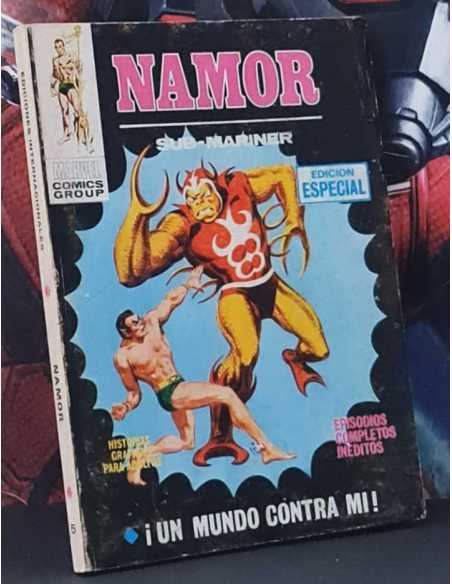 NAMOR
SUB-MARINER
MARVEL
COMICS
GROUP
EDICION
ESPECIAL
HISTORIAS
GRAFICAS
PARA ADULTOS
EPISODIOS
COMPLETOS
INEDITOS
¡UN MUNDO CONTRA MI!
EDICIONES INTERNACIONALES
NAMOR
5